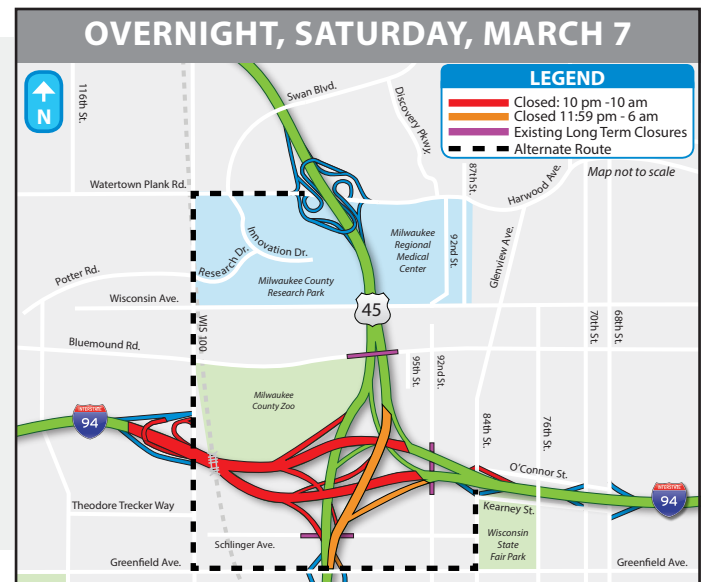 OVERNIGHT, SATURDAY, MARCH 7
N
116th St.
Swan Blvd.
Discovery Pkwy.
LEGEND
Closed: 10 pm -10 am
Closed 11:59 pm - 6 am
Existing Long Term Closures
Alternate Route
Map not to scale
87th St.
Harwood Ave.
Watertown Plank Rd.
Innovation Dr.
Research Dr.
Milwaukee
Regional
Medical
Center
92nd St.
Glenview Ave.
Potter Rd.
Milwaukee County
Research Park
Wisconsin Ave.
WIS 100
45
70th St.
68th St.
Bluemound Rd.
95th St.
92nd St.
Milwaukee
County Zoo
84th St.
76th St.
INTERSTATE
94
O'Connor St.
INTERSTATE
94
Theodore Trecker Way
Kearney St.
Schlinger Ave.
Wisconsin
State
Fair Park
Greenfield Ave.
Greenfield Ave.